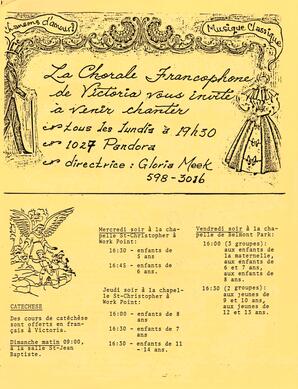 Chansons d'amour!
Musique Classique
La Chorale Francophone
de Victoria vous invite
à venir chanter
tous les lundis à 19h30
1027 Pandora
directrice: Gloria Meek
598-3016
CATECHESE
Des cours de catéchèse
sont offerts en fran-
çais à Victoria.
Dimanche matin 09:00,
à la salle St-Jean
Baptiste.
Mercredi soir à la cha-
pelle St-Christopher à
Work Point:
16:30 - enfants de
5 ans
16:45 - enfants de
6 ans.
Jeudi soir à la chapel-
le St-Christopher à
Work Point:
16:00 - enfants de 8
ans
16:30 - enfants de 7
ans
16:30 - enfants de 11
-14 ans.
Vendredi soir à la cha-
pelle de Belmont Park:
16:00 (3 groupes):
aux enfants de
la maternelle,
aux enfants de
6 et 7 ans, aux
enfants de 8
ans.
16:30 (2 groupes):
aux jeunes de
9 et 10 ans,
aux jeunes de
12 et 13 ans.